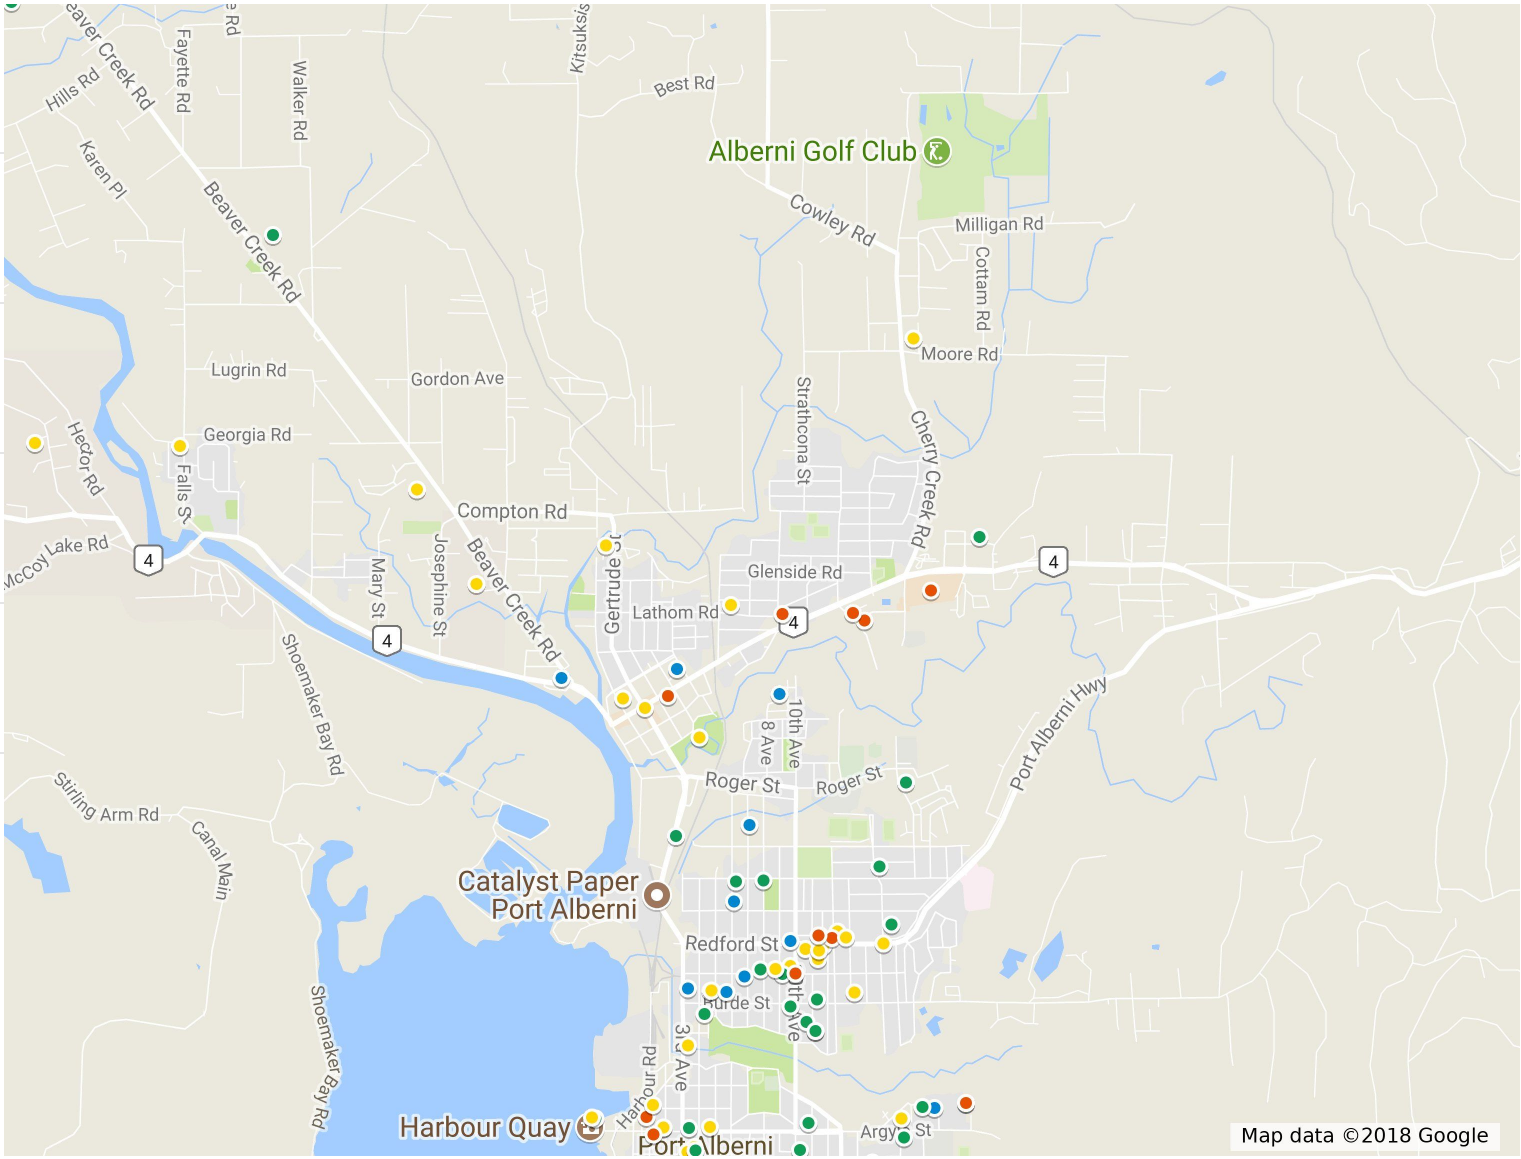 Beaver Creek Rd
Fayette Rd
e Rd
Kitsuksis
Hills Rd
Walker Rd
Best Rd
Karen Pl
Alberni Golf Club
Beaver Creek Rd
Cowley Rd
Milligan Rd
Cottam Rd
Moore Rd
Lugrin Rd
Gordon Ave
Strathcona St
Georgia Rd
Hector Rd
Falls St
Cherry Creek Rd
Compton Rd
McCoy Lake Rd
4
Mary St
Josephine St
Beaver Creek Rd
Gertrude St
Glenside Rd
4
Lathom Rd
4
4
Shoemaker Bay Rd
10th Ave
8 Ave
Port Alberni Hwy
Roger St
Roger St
Stirling Arm Rd
Canal Main
Catalyst Paper
Port Alberni
Redford St
Burde St
10th Ave
Shoemaker Bay Rd
3rd Ave
Harbour Rd
Harbour Quay
Argyle St
Port Alberni
Map data ©2018 Google